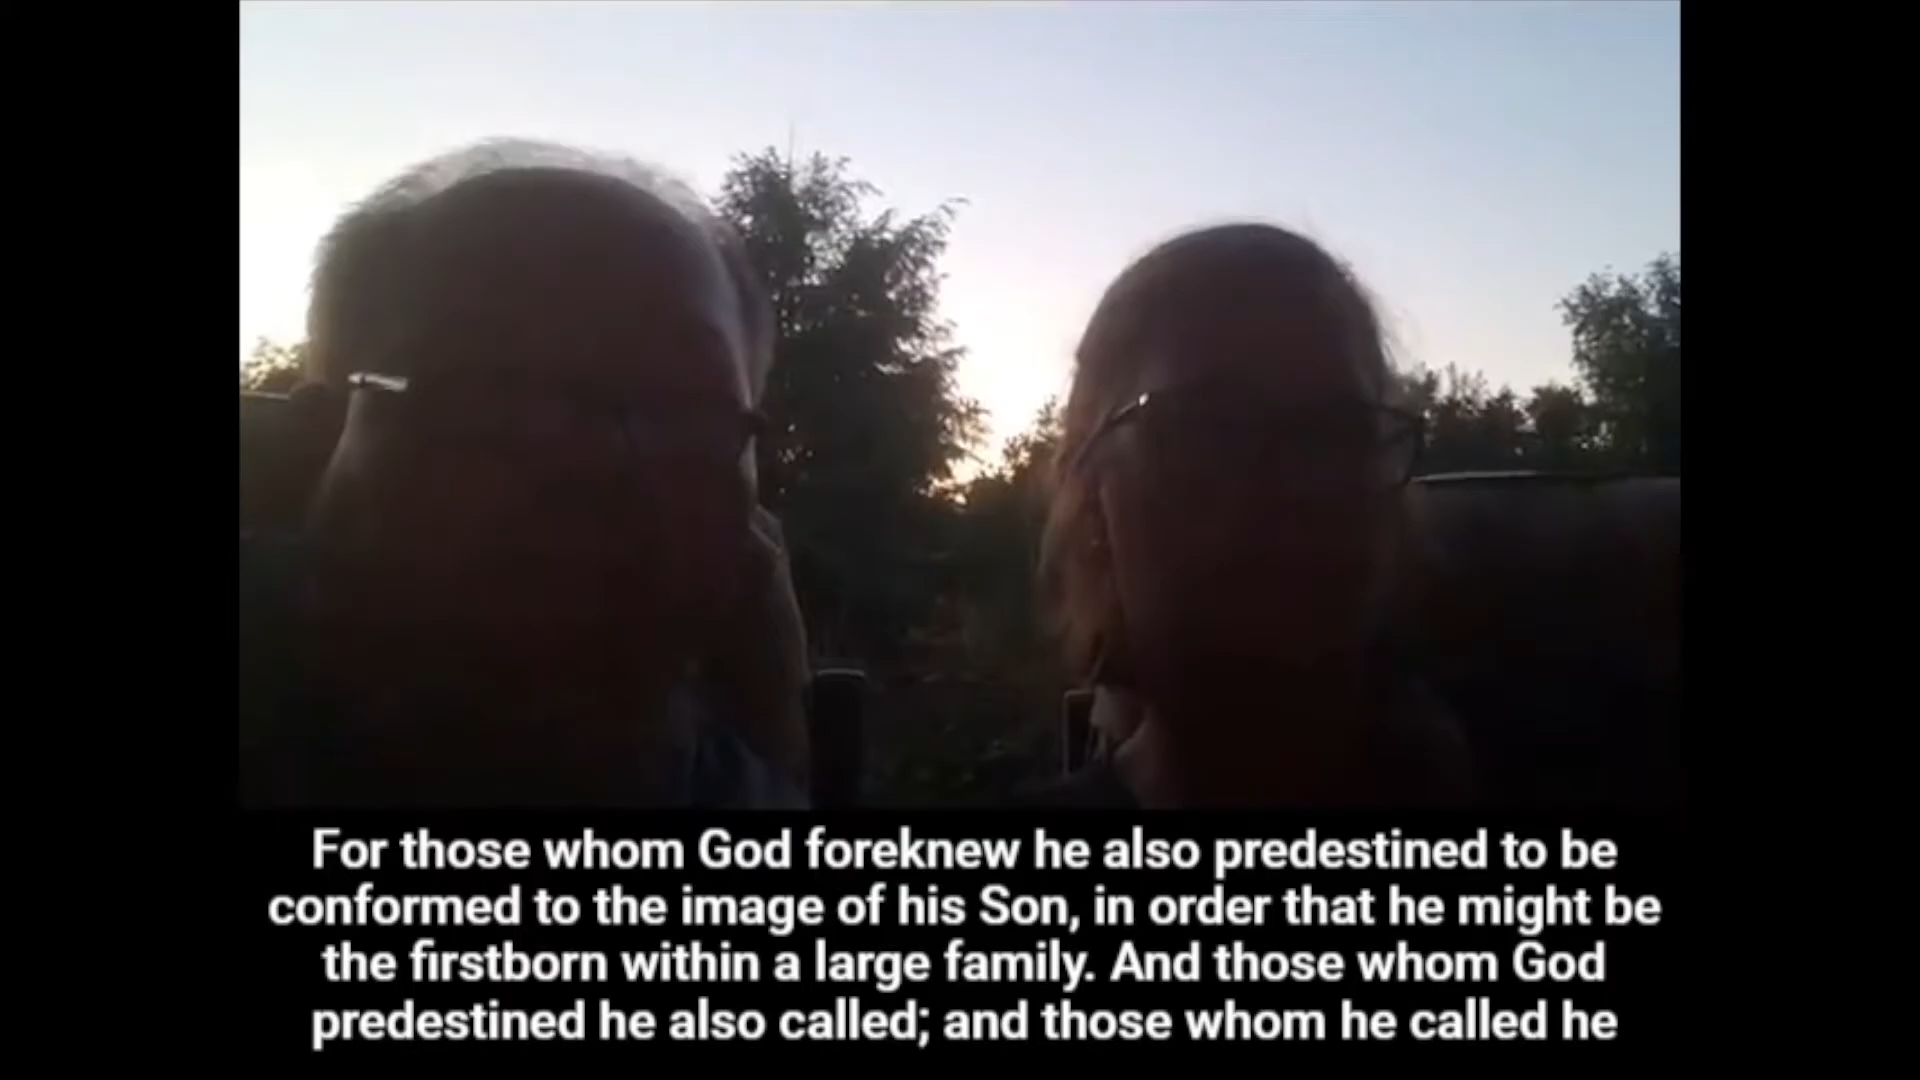 For those whom God foreknew he also predestined to be
conformed to the image of his Son, in order that he might be
the firstborn within a large family. And those whom God
predestined he also called; and those whom he called he